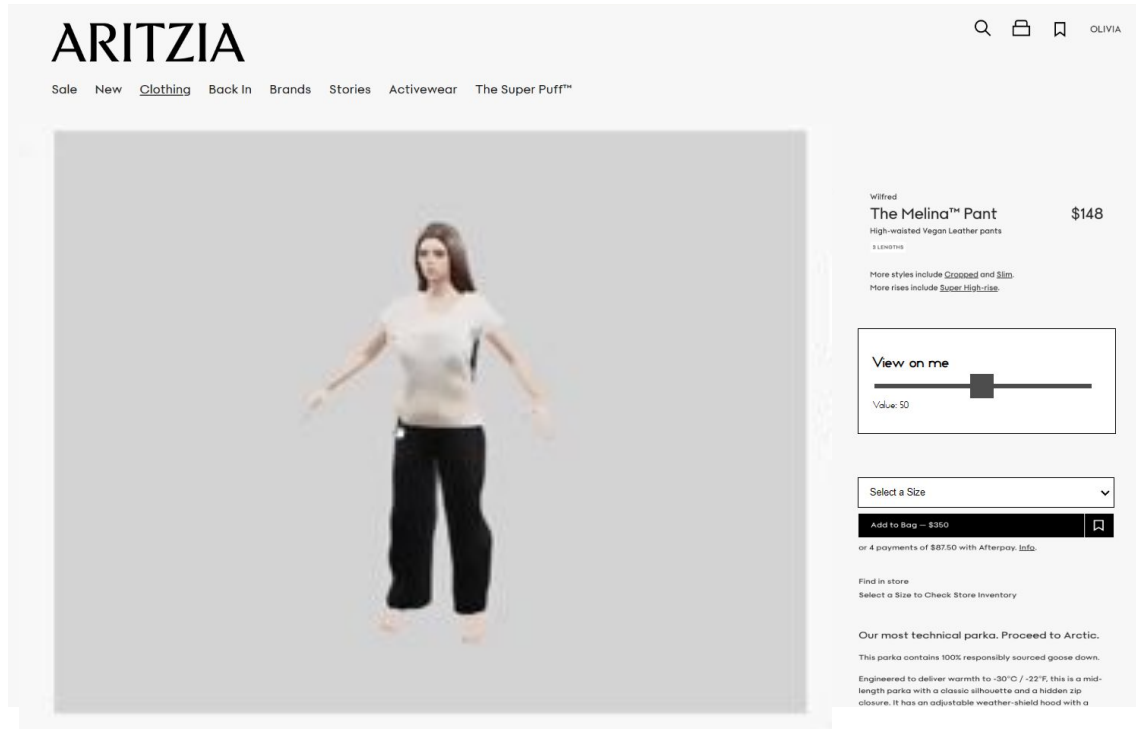 ARITZIA
OLIVIA
Sale New Clothing Back In Brands Stories Activewear The Super Puff™
Wilfred
The Melina™ Pant $148
High-waisted Vegan Leather pants
3 LENGTHS
More styles include Cropped and Slim.
More rises include Super High-rise.
View on me
Value: 50
Select a Size
Add to Bag — $350
or 4 payments of $87.50 with Afterpay. Info.
Find in store
Select a Size to Check Store Inventory
Our most technical parka. Proceed to Arctic.
This parka contains 100% responsibly sourced goose down.
Engineered to deliver warmth to -30°C / -22°F, this is a mid-
length parka with a classic silhouette and a hidden zip
closure. It has an adjustable weather-shield hood with a